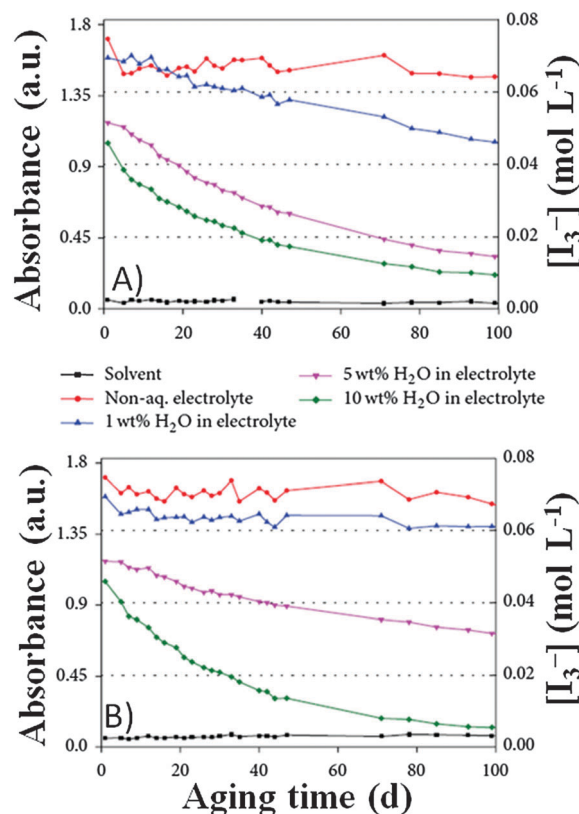 1.8
1.35
0.9
0.45
0.0
Absorbance (a.u.)
A)
0.08
0.06
0.04
0.02
0.00
[I₃⁻] (mol L⁻¹)
0 20 40 60 80 100
Solvent
Non-aq. electrolyte
1 wt% H₂O in electrolyte
5 wt% H₂O in electrolyte
10 wt% H₂O in electrolyte
1.8
1.35
0.9
0.45
0.0
Absorbance (a.u.)
B)
0.08
0.06
0.04
0.02
0.00
[I₃⁻] (mol L⁻¹)
0 20 40 60 80 100
Aging time (d)